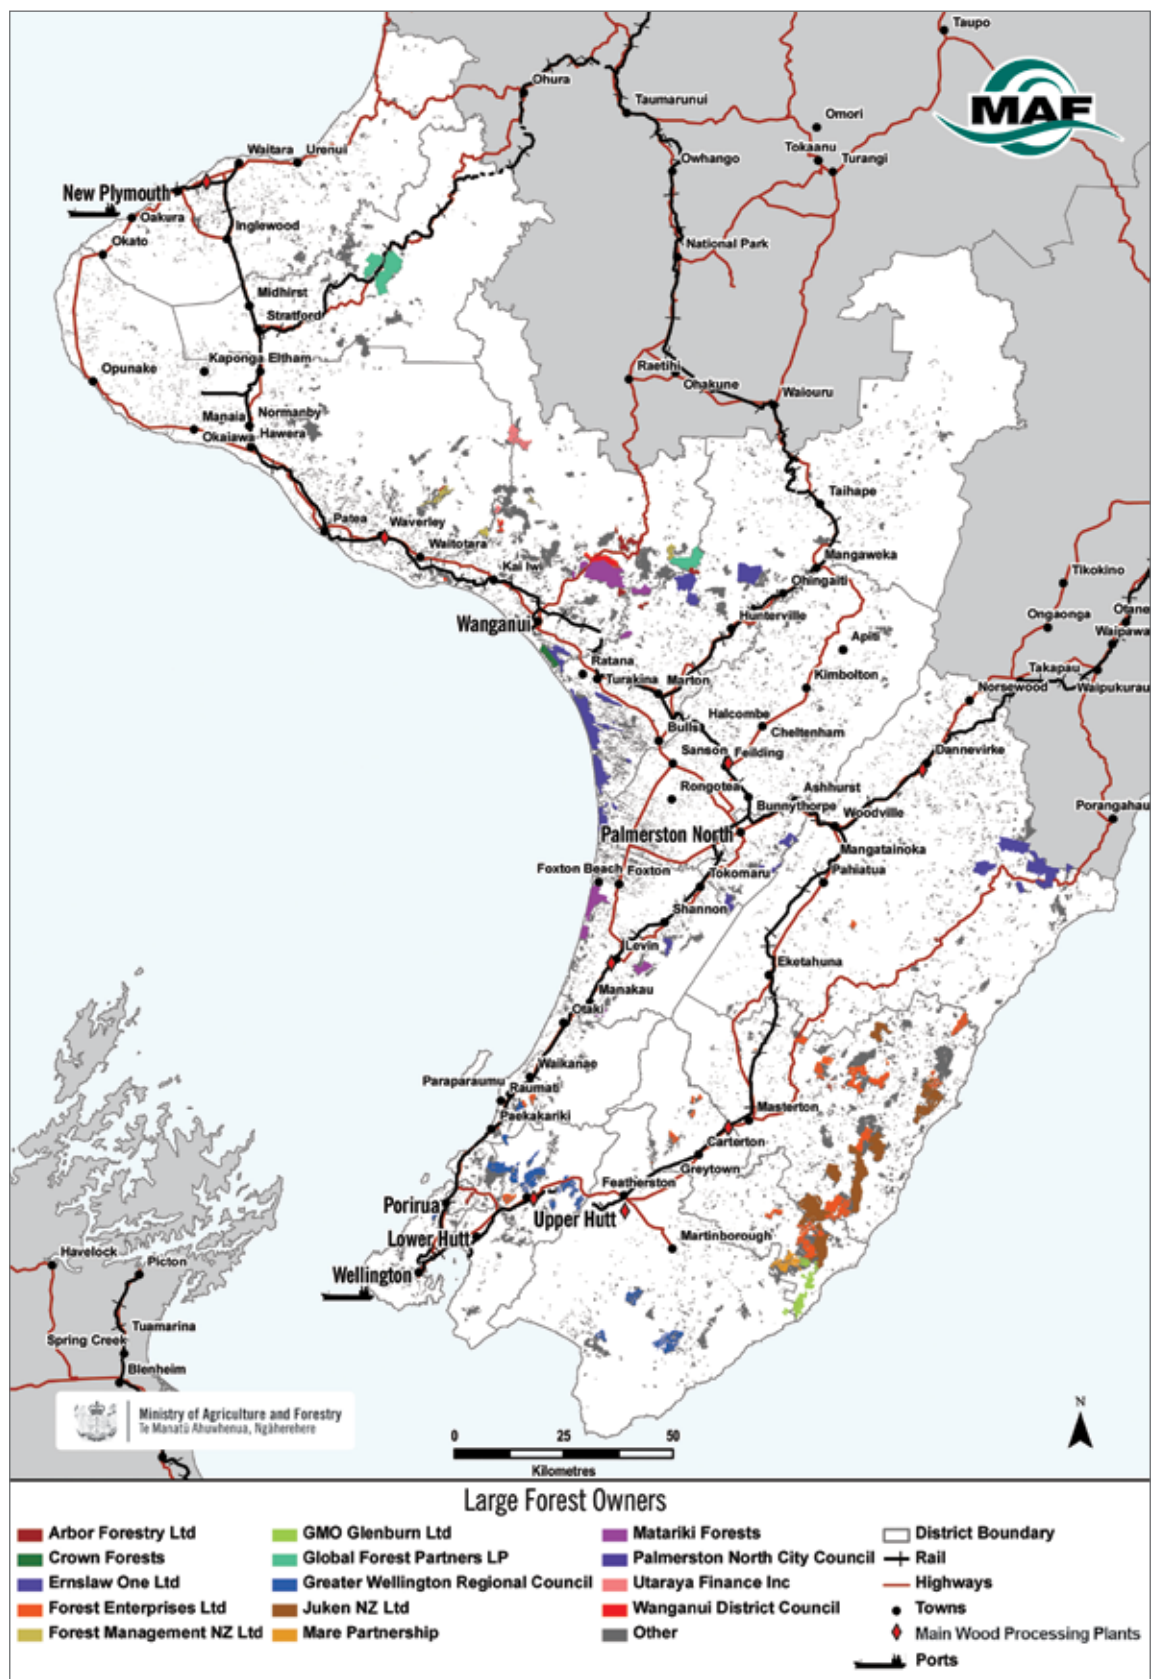 Taupo
MAF
Ohura
Taumarunui
Omori
Tokaanu
Turangi
Waitara
Urenui
Owhango
New Plymouth
Oakura
Inglewood
Okato
National Park
Midhirst
Stratford
Kaponga
Eltham
Opunake
Raetihi
Ohakune
Waiouru
Manaia
Normanby
Okaiawa
Hawera
Taihape
Patea
Waverley
Waitotara
Kai Iwi
Mangaweka
Ohingaiti
Tikokino
Ongaonga
Otane
Waipawa
Wanganui
Hunterville
Apiti
Ratana
Takapau
Turakina
Marton
Kimbolton
Norsewood
Waipukurau
Bulls
Halcombe
Cheltenham
Sanson
Feilding
Dannevirke
Rongotea
Ashhurst
Bunnythorpe
Woodville
Porangahau
Palmerston North
Mangatainoka
Foxton Beach
Foxton
Tokomaru
Pahiatua
Shannon
Levin
Eketahuna
Manakau
Otaki
Waikanae
Paraparaumu
Raumati
Paekakariki
Masterton
Carterton
Greytown
Featherston
Porirua
Upper Hutt
Lower Hutt
Martinborough
Wellington
Havelock
Picton
Tuamarina
Spring Creek
Blenheim
Ministry of Agriculture and Forestry
Te Manatū Ahuwhenua, Ngāherehere
N
0 25 50
Kilometres
Large Forest Owners
Arbor Forestry Ltd
Crown Forests
Ernslaw One Ltd
Forest Enterprises Ltd
Forest Management NZ Ltd
GMO Glenburn Ltd
Global Forest Partners LP
Greater Wellington Regional Council
Juken NZ Ltd
Mare Partnership
Matariki Forests
Palmerston North City Council
Utaraya Finance Inc
Wanganui District Council
Other
District Boundary
Rail
Highways
Towns
Main Wood Processing Plants
Ports